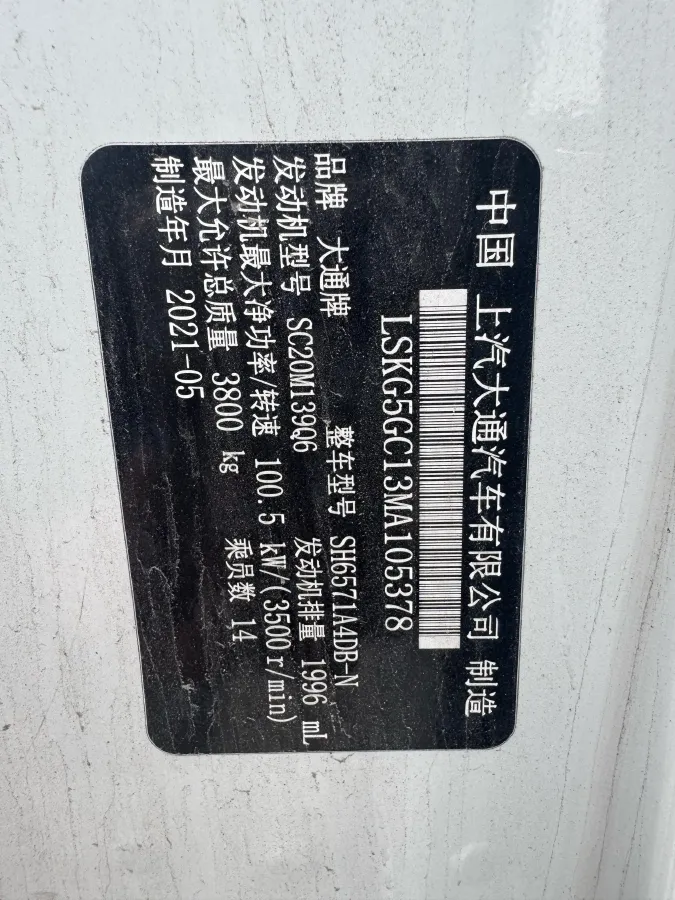 中国 上汽大通汽车有限公司 制造
LSKG5GC13MA105378
品牌 大通牌 整车型号 SH6571A4DB-N
发动机型号 SC20M139Q6 发动机排量 1996 mL
发动机最大净功率/转速 100.5 kW/(3500r/min)
最大允许总质量 3800 kg 乘员数 14
制造年月 2021-05